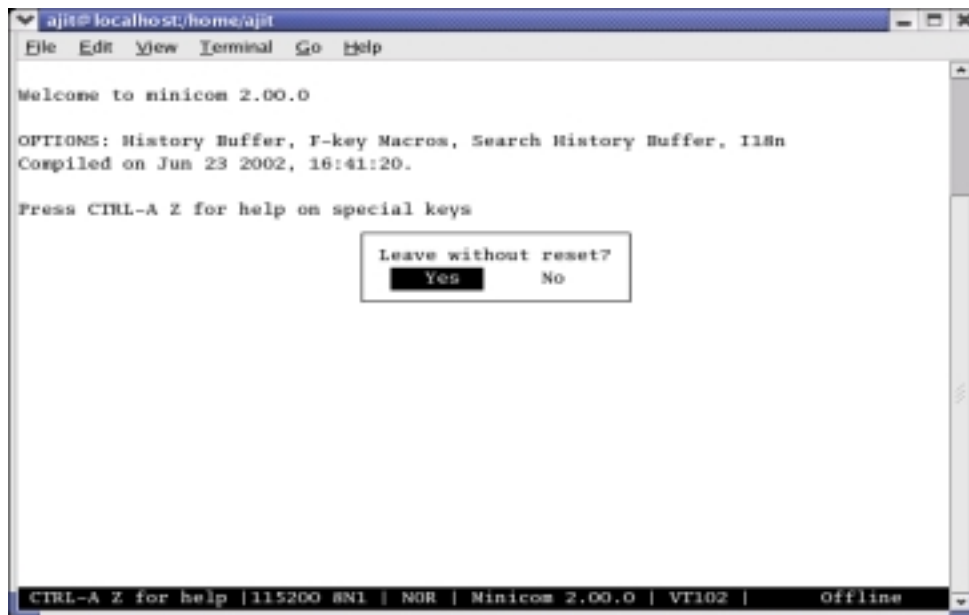 ajit@localhost:/home/ajit
File Edit View Terminal Go Help
Welcome to minicom 2.00.0
OPTIONS: History Buffer, F-key Macros, Search History Buffer, I18n
Compiled on Jun 23 2002, 16:41:20.
Press CTRL-A Z for help on special keys
Leave without reset?
Yes No
CTRL-A Z for help |115200 8N1 | NOR | Minicom 2.00.0 | VT102 | Offline